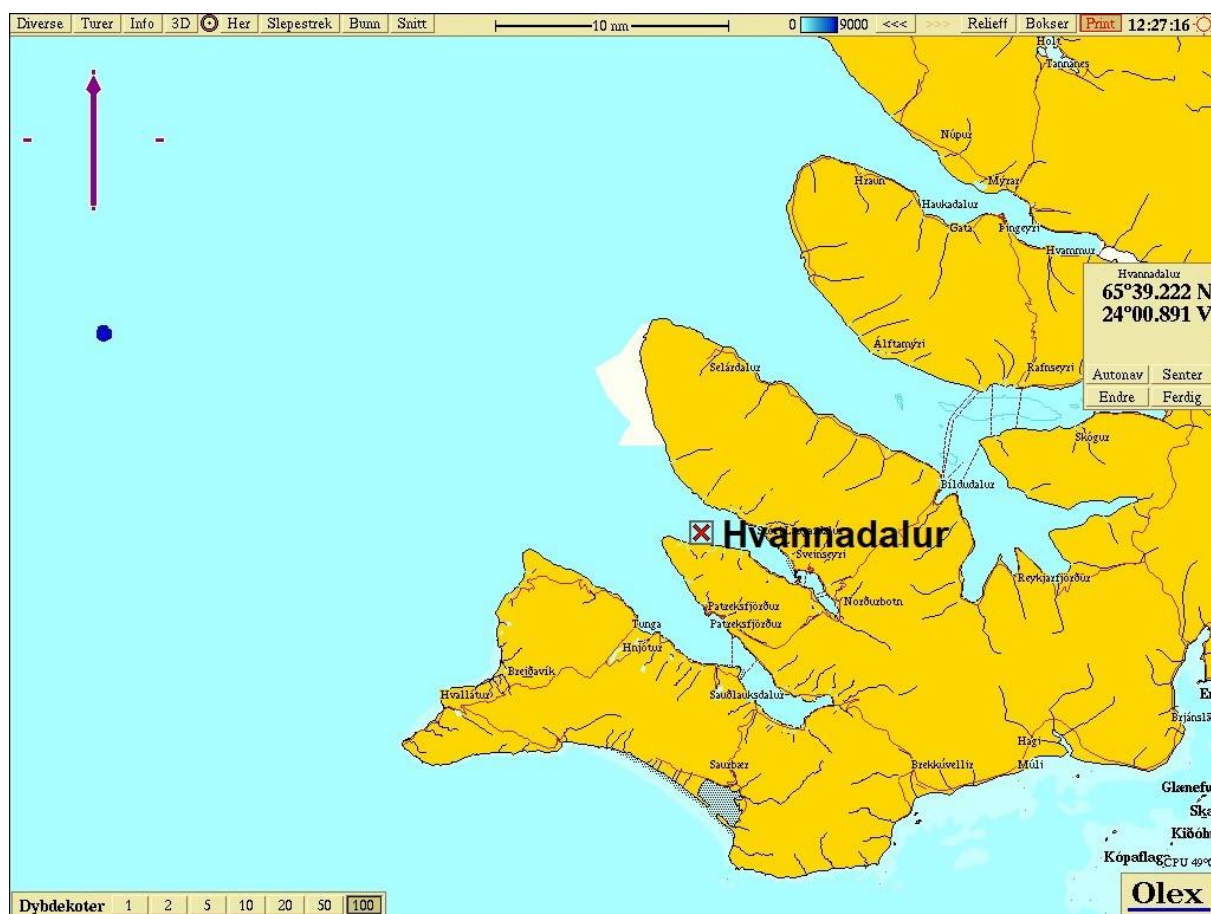 Diverse Turer Info 3D Her Slepestrek Bunn Snitt 10 nm 0 9000 <<< >>> Relieff Bokser Print 12:27:16
Holt
Tannanes
Núpur
Hraun
Mýrar
Haukadalur
Gata
Þingeyri
Hvammur
Hvannadalur
65°39.222 N
24°00.891 V
Autonav Senter
Endre Ferdig
Álftamýri
Selárdalur
Rafnseyri
Skógur
Bíldudalur
Hvannadalur
Sveinseyri
Reykjarfjörður
Norðurbotn
Patreksfjörður
Patreksfjörður
Tunga
Hnjótur
Breiðavík
Hvallátur
Sauðlauksdalur
Saurbær
Brekkuvellir
Hagi
Múli
Kópaflag
CPU 49°
Olex
Dybdekoter 1 2 5 10 20 50 100